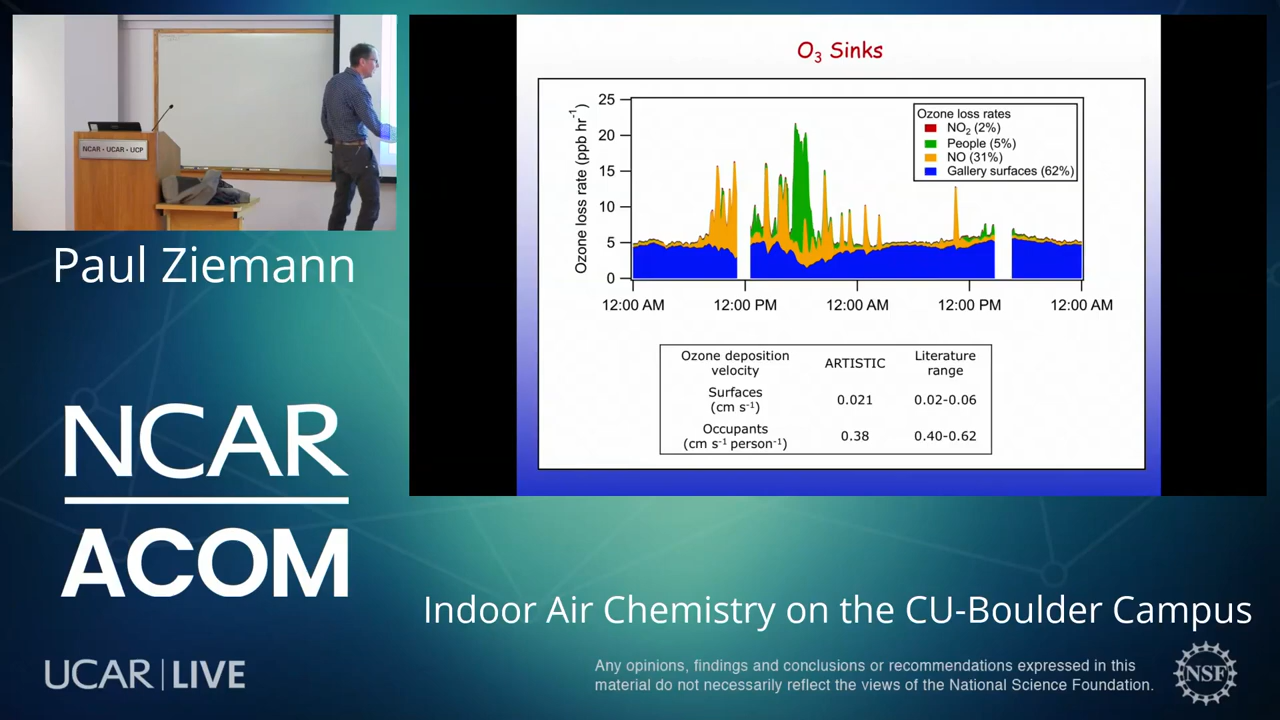 NCAR - UCAR - UCP
Paul Ziemann
NCAR
ACOM
UCAR | LIVE
O₃ Sinks
Ozone loss rate (ppb hr⁻¹)
25
20
15
10
5
0
12:00 AM 12:00 PM 12:00 AM 12:00 PM 12:00 AM
Ozone loss rates
NO₂ (2%)
People (5%)
NO (31%)
Gallery surfaces (62%)
Ozone deposition velocity ARTISTIC Literature range
Surfaces (cm s⁻¹) 0.021 0.02-0.06
Occupants (cm s⁻¹ person⁻¹) 0.38 0.40-0.62
Indoor Air Chemistry on the CU-Boulder Campus
Any opinions, findings and conclusions or recommendations expressed in this
material do not necessarily reflect the views of the National Science Foundation.
NSF